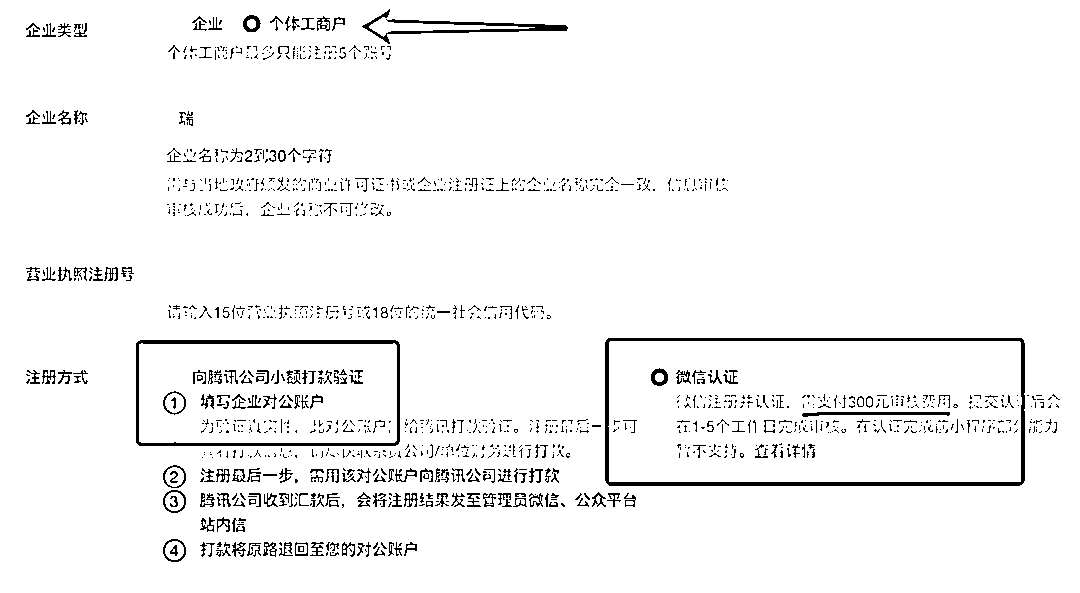 企业类型
企业 个体工商户
个体工商户最多只能注册5个账号
企业名称
瑞
企业名称为2到30个字符
需与当地政府颁发的商业许可证书或企业注册证上的企业名称完全一致，信息审核
审核成功后，企业名称不可修改。
营业执照注册号
请输入15位营业执照注册号或18位的统一社会信用代码。
注册方式
向腾讯公司小额打款验证
① 填写企业对公账户
为验证真实性，此对公账户 给腾讯打款验证。注册最后一步可
进行打款。
② 注册最后一步，需用该对公账户向腾讯公司进行打款
③ 腾讯公司收到汇款后，会将注册结果发至管理员微信、公众平台
站内信
④ 打款将原路退回至您的对公账户
微信认证
微信注册并认证，需支付300元审核费用。提交认证后会
在1-5个工作日完成审核。在认证完成前小程序部分能力
暂不支持。查看详情